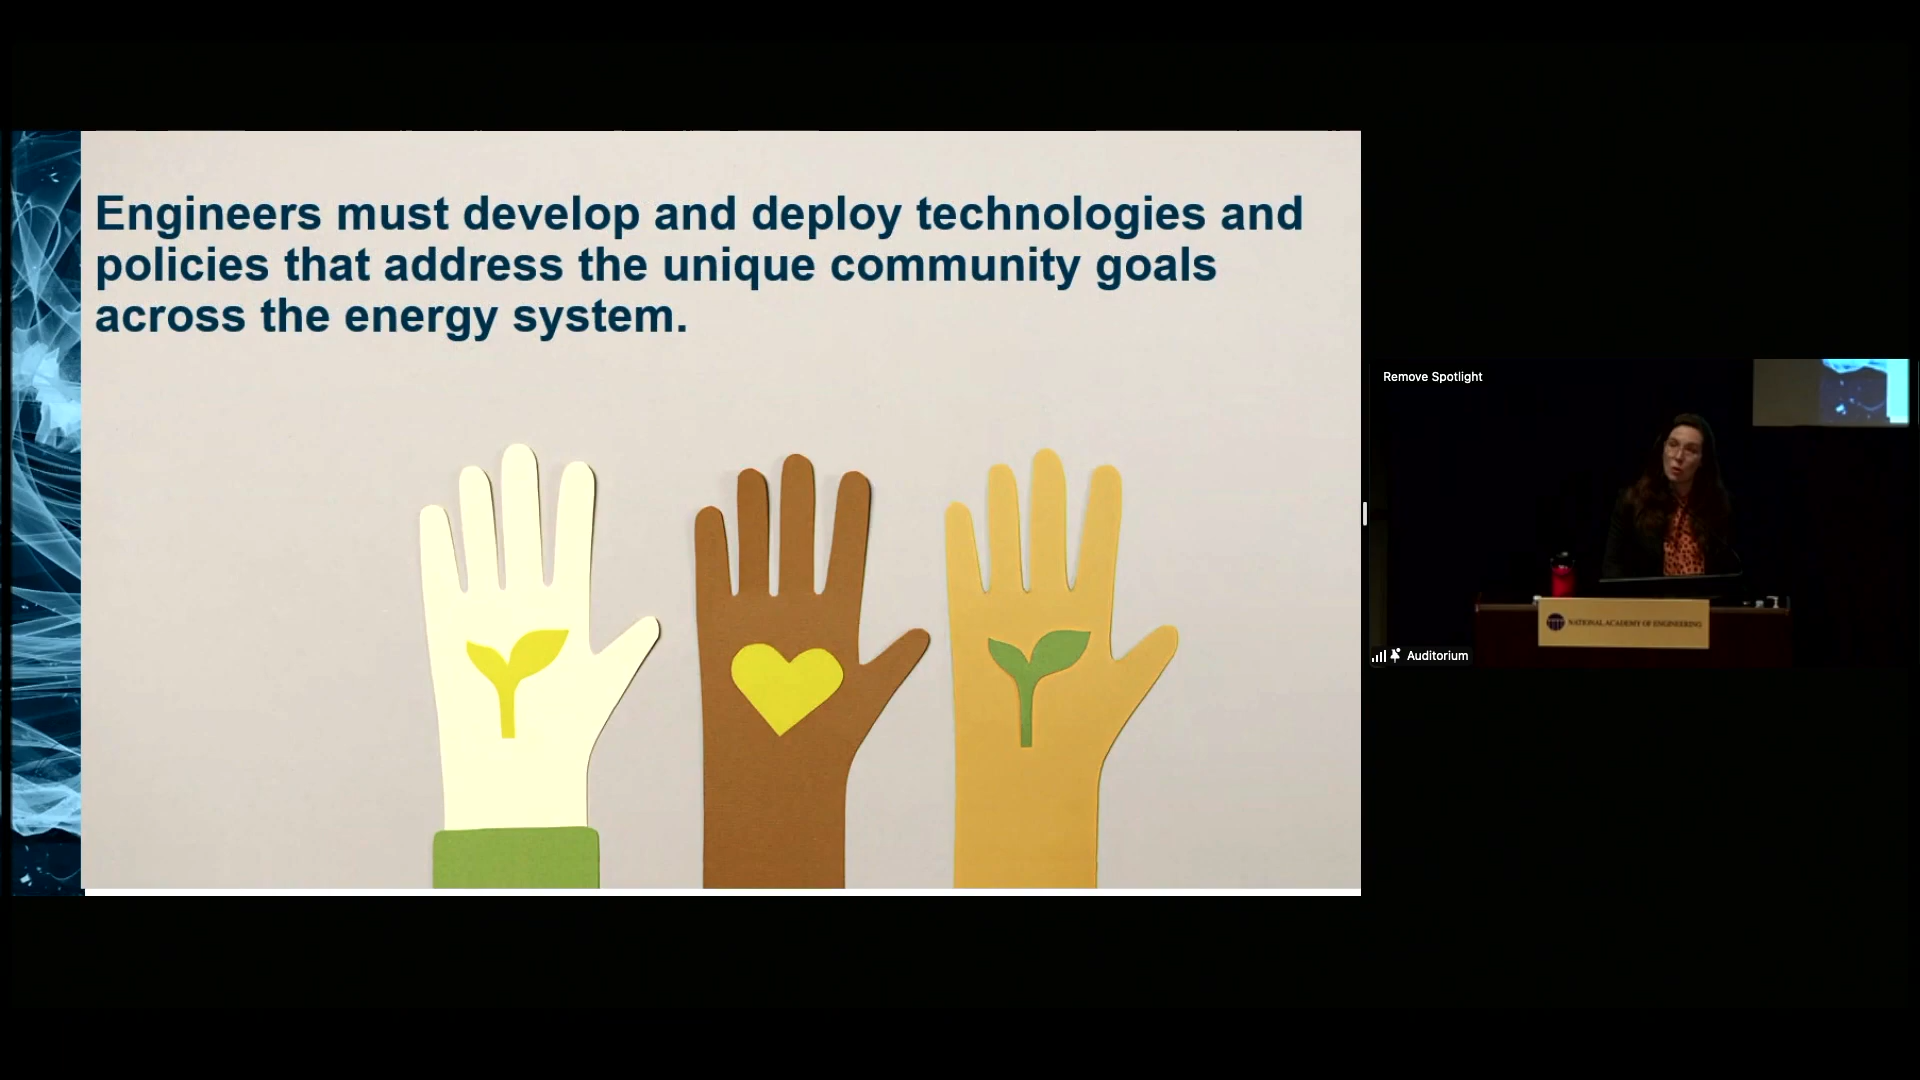 Engineers must develop and deploy technologies and
policies that address the unique community goals
across the energy system.
Remove Spotlight
NATIONAL ACADEMY OF ENGINEERING
Auditorium